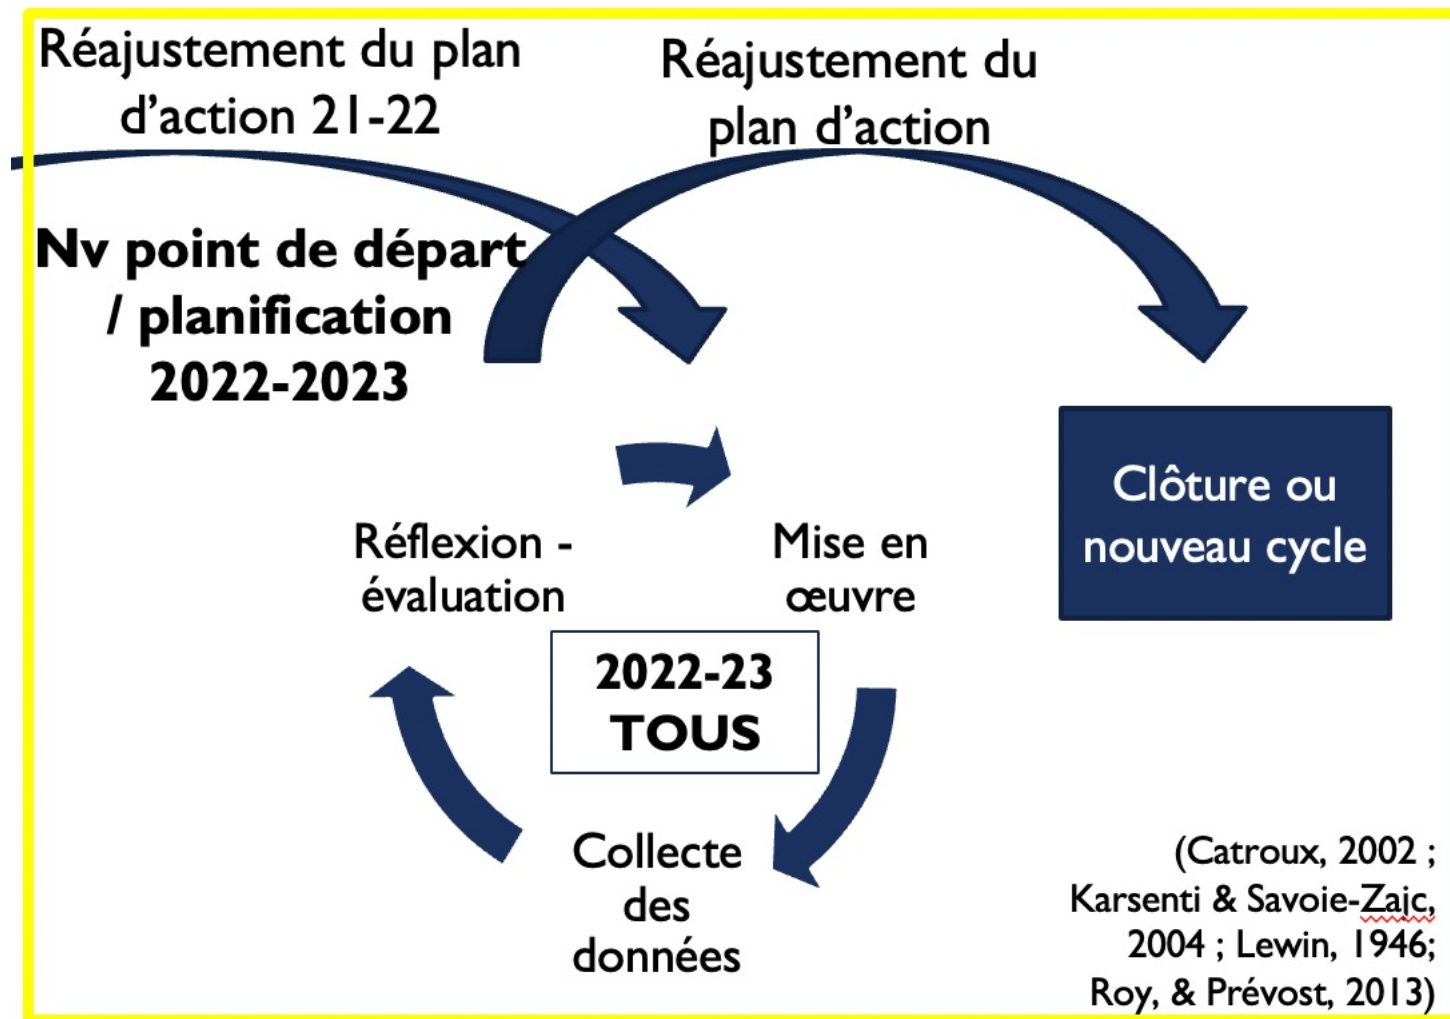 Réajustement du plan
d'action 21-22
Réajustement du
plan d'action
Nv point de départ
/ planification
2022-2023
Clôture ou
nouveau cycle
Réflexion -
évaluation
Mise en
œuvre
2022-23
TOUS
Collecte
des
données
(Catroux, 2002 ;
Karsenti & Savoie-Zajc,
2004 ; Lewin, 1946;
Roy, & Prévost, 2013)